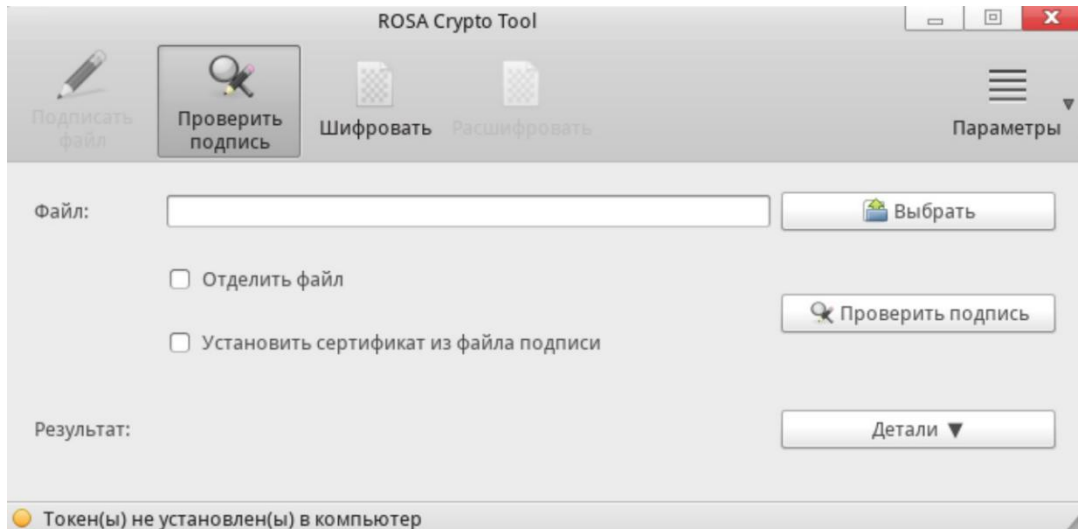 ROSA Crypto Tool
Подписать
файл
Проверить
подпись
Шифровать
Расшифровать
Параметры
Файл:
Выбрать
Отделить файл
Проверить подпись
Установить сертификат из файла подписи
Результат:
Детали ▼
Токен(ы) не установлен(ы) в компьютер